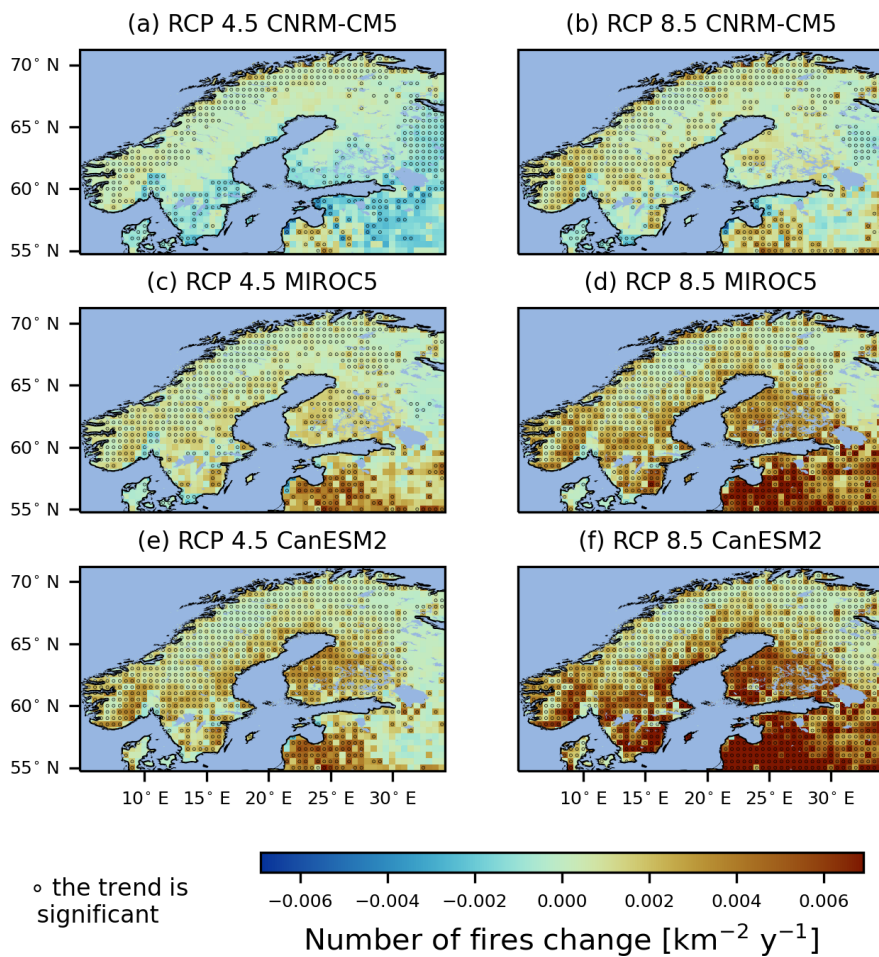 (a) RCP 4.5 CNRM-CM5
(b) RCP 8.5 CNRM-CM5
70° N
65° N
60° N
55° N
(c) RCP 4.5 MIROC5
(d) RCP 8.5 MIROC5
70° N
65° N
60° N
55° N
(e) RCP 4.5 CanESM2
(f) RCP 8.5 CanESM2
70° N
65° N
60° N
55° N
10° E 15° E 20° E 25° E 30° E
10° E 15° E 20° E 25° E 30° E
the trend is
significant
−0.006 −0.004 −0.002 0.000 0.002 0.004 0.006
Number of fires change [km⁻² y⁻¹]